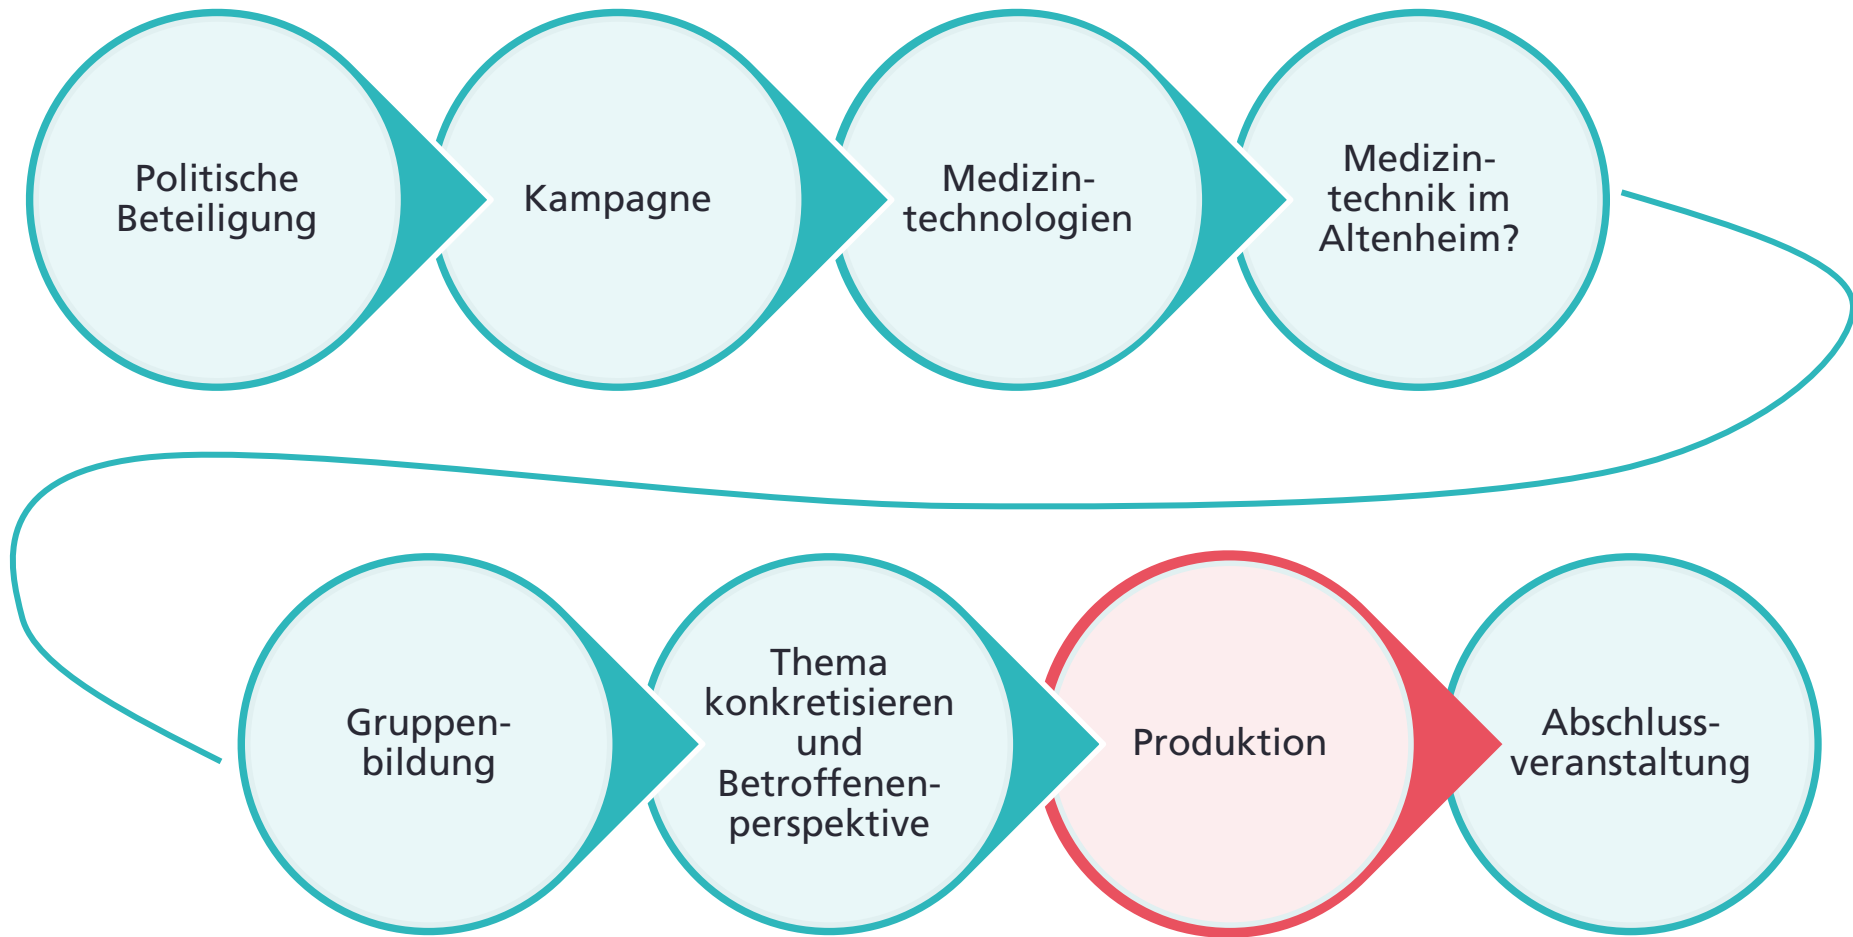 Politische
Beteiligung
Kampagne
Medizin-
technologien
Medizin-
technik im
Altenheim?
Gruppen-
bildung
Thema
konkretisieren
und
Betroffenen-
perspektive
Produktion
Abschluss-
veranstaltung